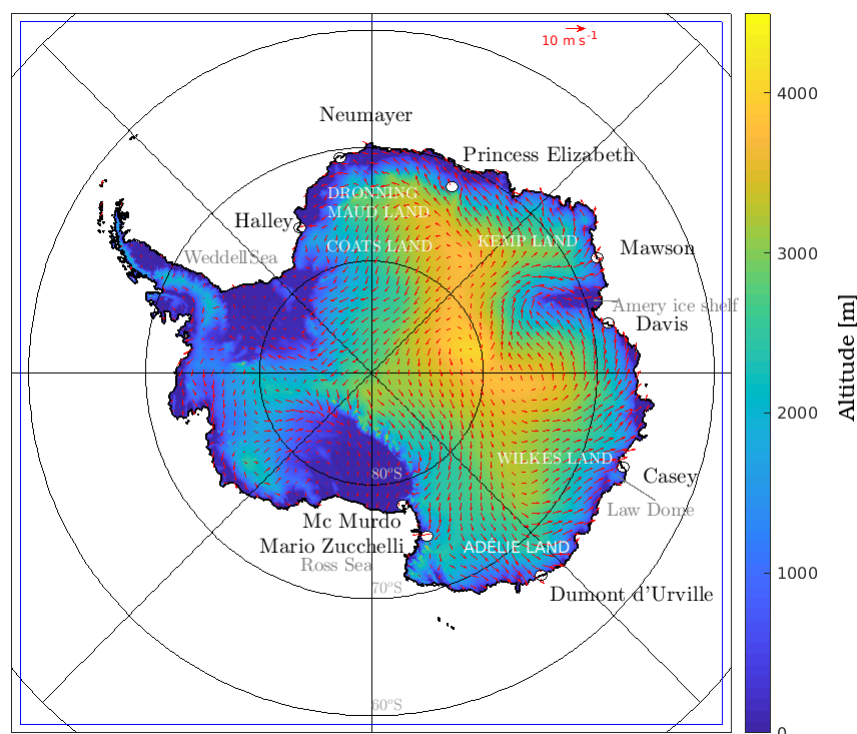 10 m s-1
Neumayer
Princess Elizabeth
DRONNING
MAUD LAND
Halley
COATS LAND
KEMP LAND
Weddell Sea
Mawson
Amery ice shelf
Davis
WILKES LAND
80°S
Casey
Law Dome
Mc Murdo
Mario Zucchelli
ADÉLIE LAND
Ross Sea
70°S
Dumont d'Urville
60°S
4000
3000
2000
1000
0
Altitude [m]